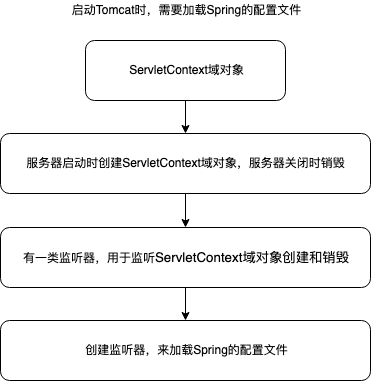 启动Tomcat时，需要加载Spring的配置文件
ServletContext域对象
服务器启动时创建ServletContext域对象，服务器关闭时销毁
有一类监听器，用于监听ServletContext域对象创建和销毁
创建监听器，来加载Spring的配置文件